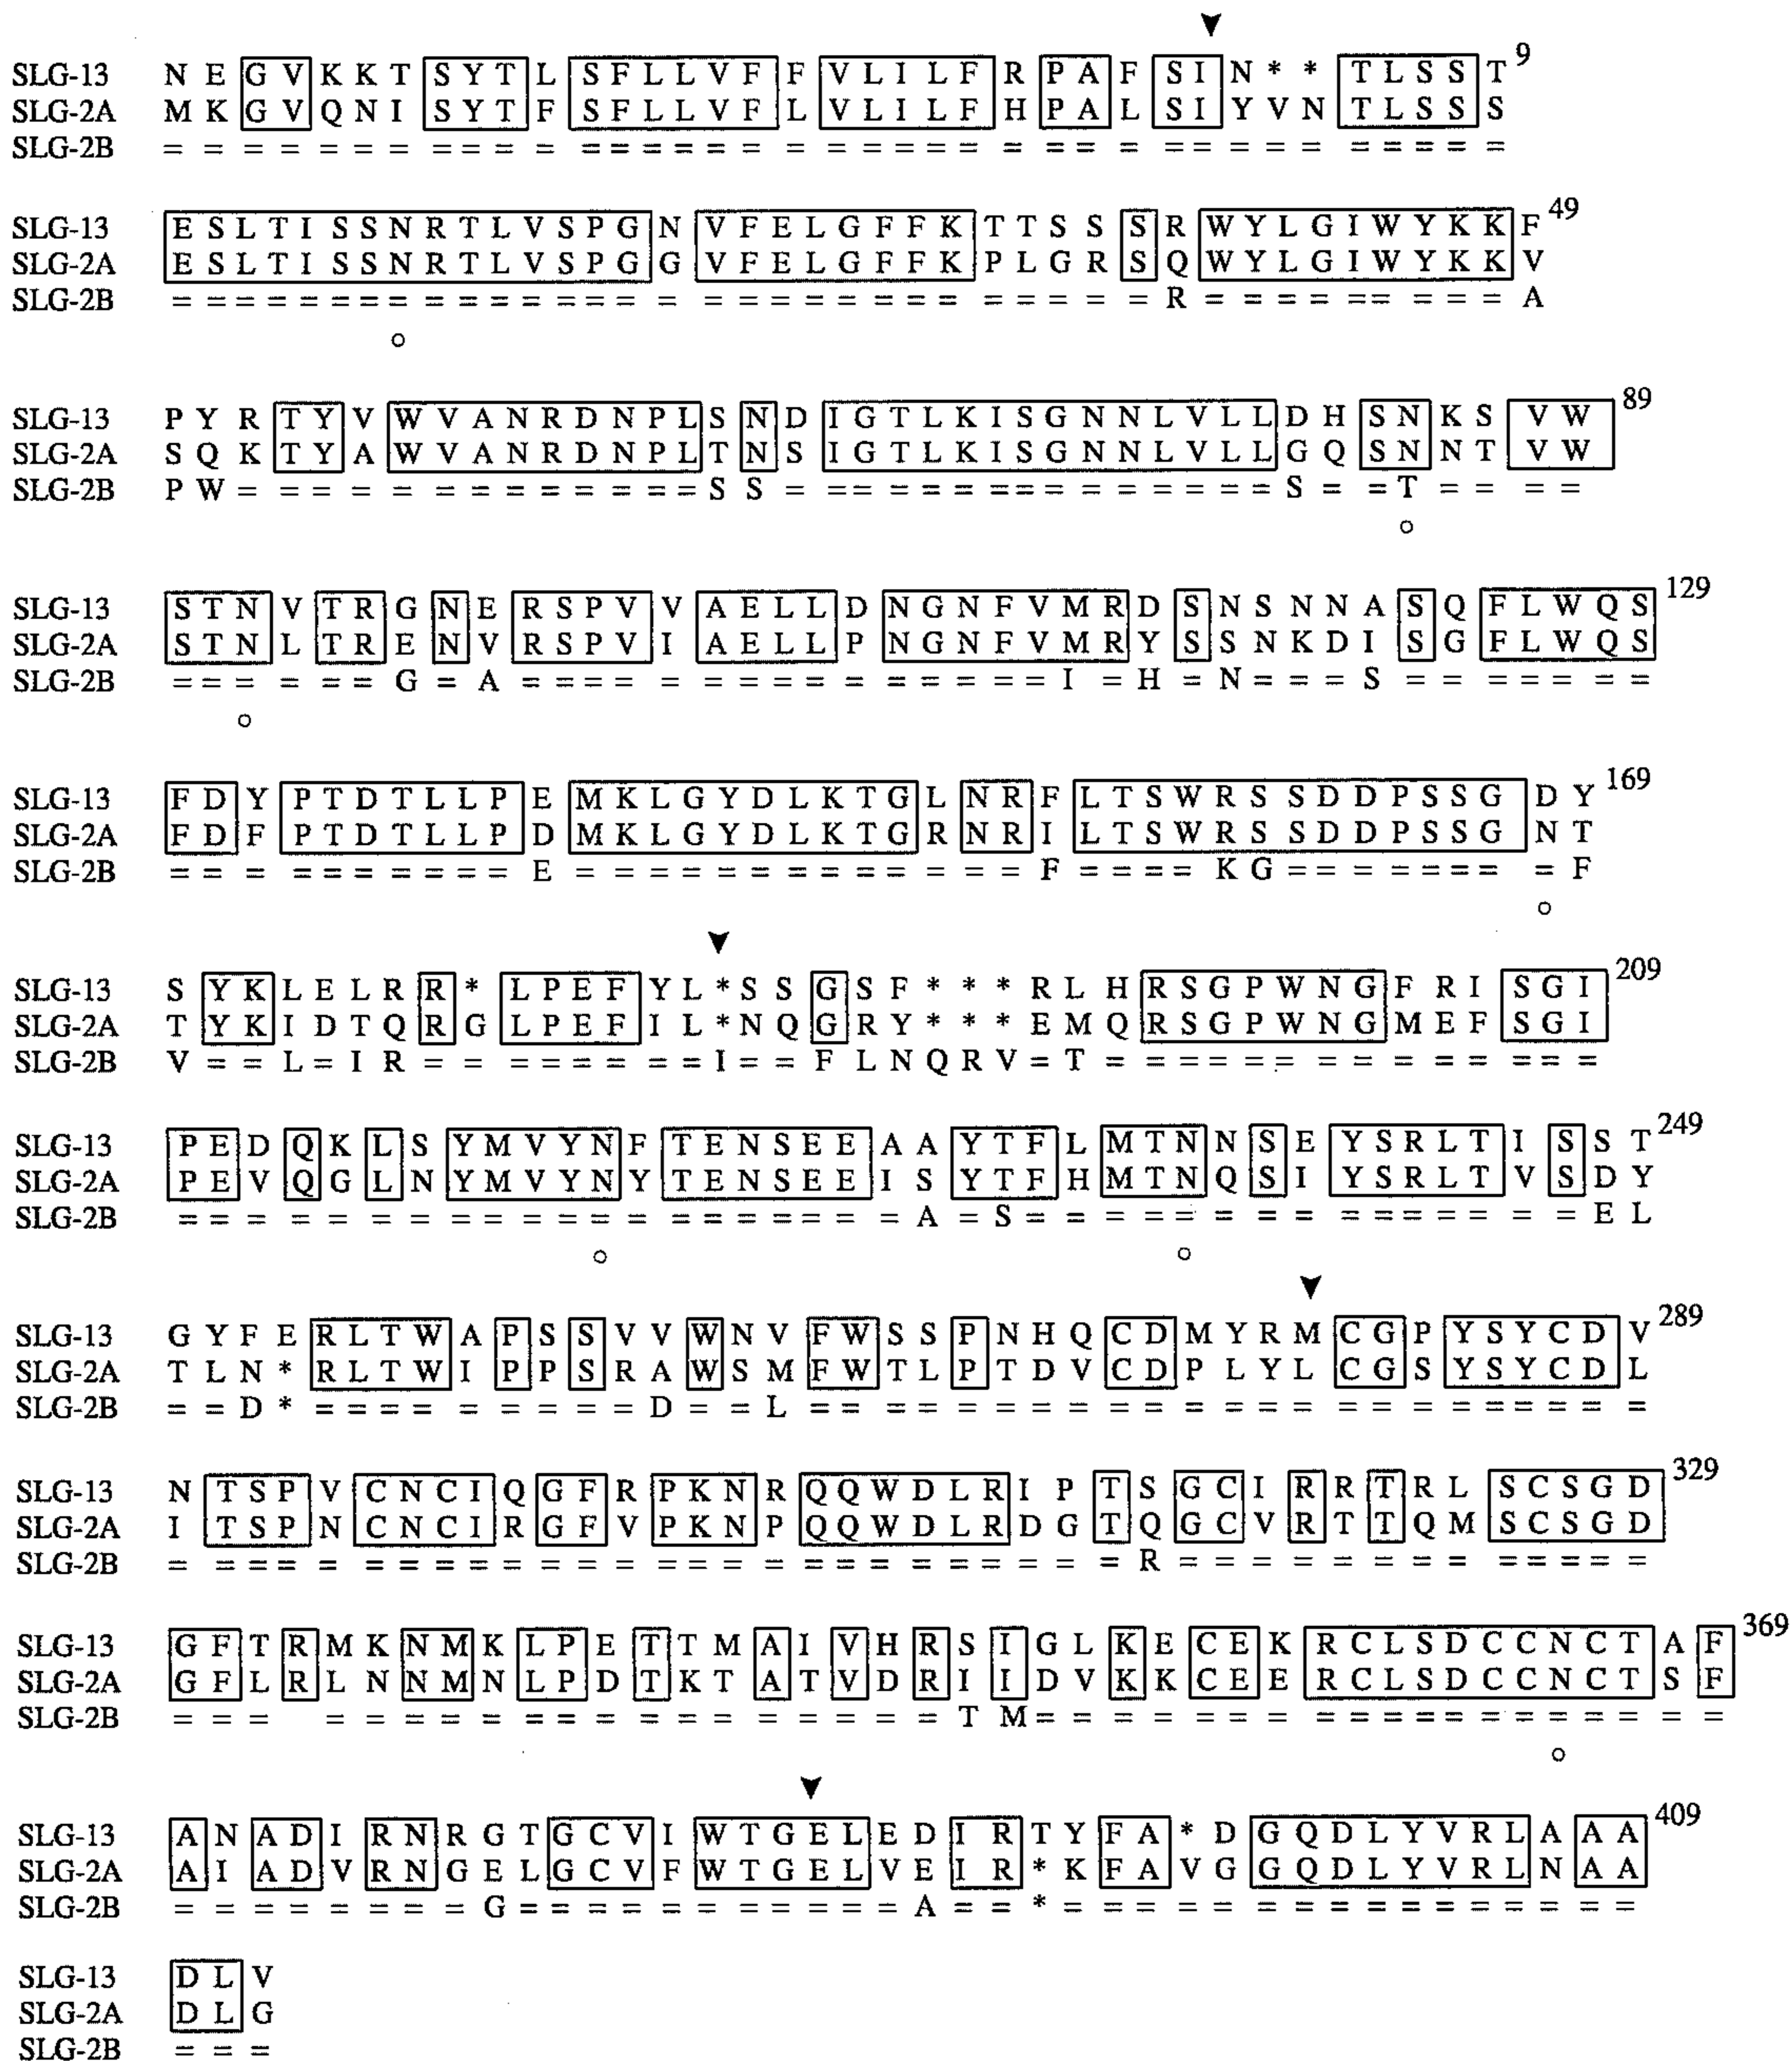 SLG-13 N E G V K K T S Y T L S F L L V F F V L I L F R P A F S I N * * T L S S T 9
SLG-2A M K G V Q N I S Y T F S F L L V F L V L I L F H P A L S I Y V N T L S S S
SLG-2B = = = = = = = = = = = = = = = = = = = = = = = = = = = = = = = = = = = =
SLG-13 E S L T I S S N R T L V S P G N V F E L G F F K T T S S S R W Y L G I W Y K K F 49
SLG-2A E S L T I S S N R T L V S P G G V F E L G F F K P L G R S Q W Y L G I W Y K K V
SLG-2B = = = = = = = = = = = = = = = = = = = = = = = = = = = = = R = = = = = = = = = A
SLG-13 P Y R T Y V W V A N R D N P L S N D I G T L K I S G N N L V L L D H S N K S V W 89
SLG-2A S Q K T Y A W V A N R D N P L T N S I G T L K I S G N N L V L L G Q S N N T V W
SLG-2B P W = = = = = = = = = = = = = S S = = = = = = = = = = = = = = = S = = T = = = =
SLG-13 S T N V T R G N E R S P V V A E L L D N G N F V M R D S N S N N A S Q F L W Q S 129
SLG-2A S T N L T R E N V R S P V I A E L L P N G N F V M R Y S S N K D I S G F L W Q S
SLG-2B = = = = = = G = A = = = = = = = = = = = = = = = I = H = N = = = S = = = = = = =
SLG-13 F D Y P T D T L L P E M K L G Y D L K T G L N R F L T S W R S S D D P S S G D Y 169
SLG-2A F D F P T D T L L P D M K L G Y D L K T G R N R I L T S W R S S D D P S S G N T
SLG-2B = = = = = = = = = = E = = = = = = = = = = = = = F = = = = K G = = = = = = = = F
SLG-13 S Y K L E L R R * L P E F Y L * S S G S F * * * R L H R S G P W N G F R I S G I 209
SLG-2A T Y K I D T Q R G L P E F I L * N Q G R Y * * * E M Q R S G P W N G M E F S G I
SLG-2B V = = L = I R = = = = = = = = I = = F L N Q R V = T = = = = = = = = = = = = = =
SLG-13 P E D Q K L S Y M V Y N F T E N S E E A A Y T F L M T N N S E Y S R L T I S S T 249
SLG-2A P E V Q G L N Y M V Y N Y T E N S E E I S Y T F H M T N Q S I Y S R L T V S D Y
SLG-2B = = = = = = = = = = = = = = = = = = = = A = S = = = = = = = = = = = = = = = E L
SLG-13 G Y F E R L T W A P S S V V W N V F W S S P N H Q C D M Y R M C G P Y S Y C D V 289
SLG-2A T L N * R L T W I P P S R A W S M F W T L P T D V C D P L Y L C G S Y S Y C D L
SLG-2B = = D * = = = = = = = = = D = = L = = = = = = = = = = = = = = = = = = = = = = =
SLG-13 N T S P V C N C I Q G F R P K N R Q Q W D L R I P T S G C I R R T R L S C S G D 329
SLG-2A I T S P N C N C I R G F V P K N P Q Q W D L R D G T Q G C V R T T Q M S C S G D
SLG-2B = = = = = = = = = = = = = = = = = = = = = = = = = = R = = = = = = = = = = = = =
SLG-13 G F T R M K N M K L P E T T M A I V H R S I G L K E C E K R C L S D C C N C T A F 369
SLG-2A G F L R L N N M N L P D T K T A T V D R I I D V K K C E E R C L S D C C N C T S F
SLG-2B = = = = = = = = = = = = = = = = = = = T M = = = = = = = = = = = = = = = = = = =
SLG-13 A N A D I R N R G T G C V I W T G E L E D I R T Y F A * D G Q D L Y V R L A A A 409
SLG-2A A I A D V R N G E L G C V F W T G E L V E I R * K F A V G G Q D L Y V R L N A A
SLG-2B = = = = = = = = G = = = = = = = = = = = A = = * = = = = = = = = = = = = = = = =
SLG-13 D L V
SLG-2A D L G
SLG-2B = = =